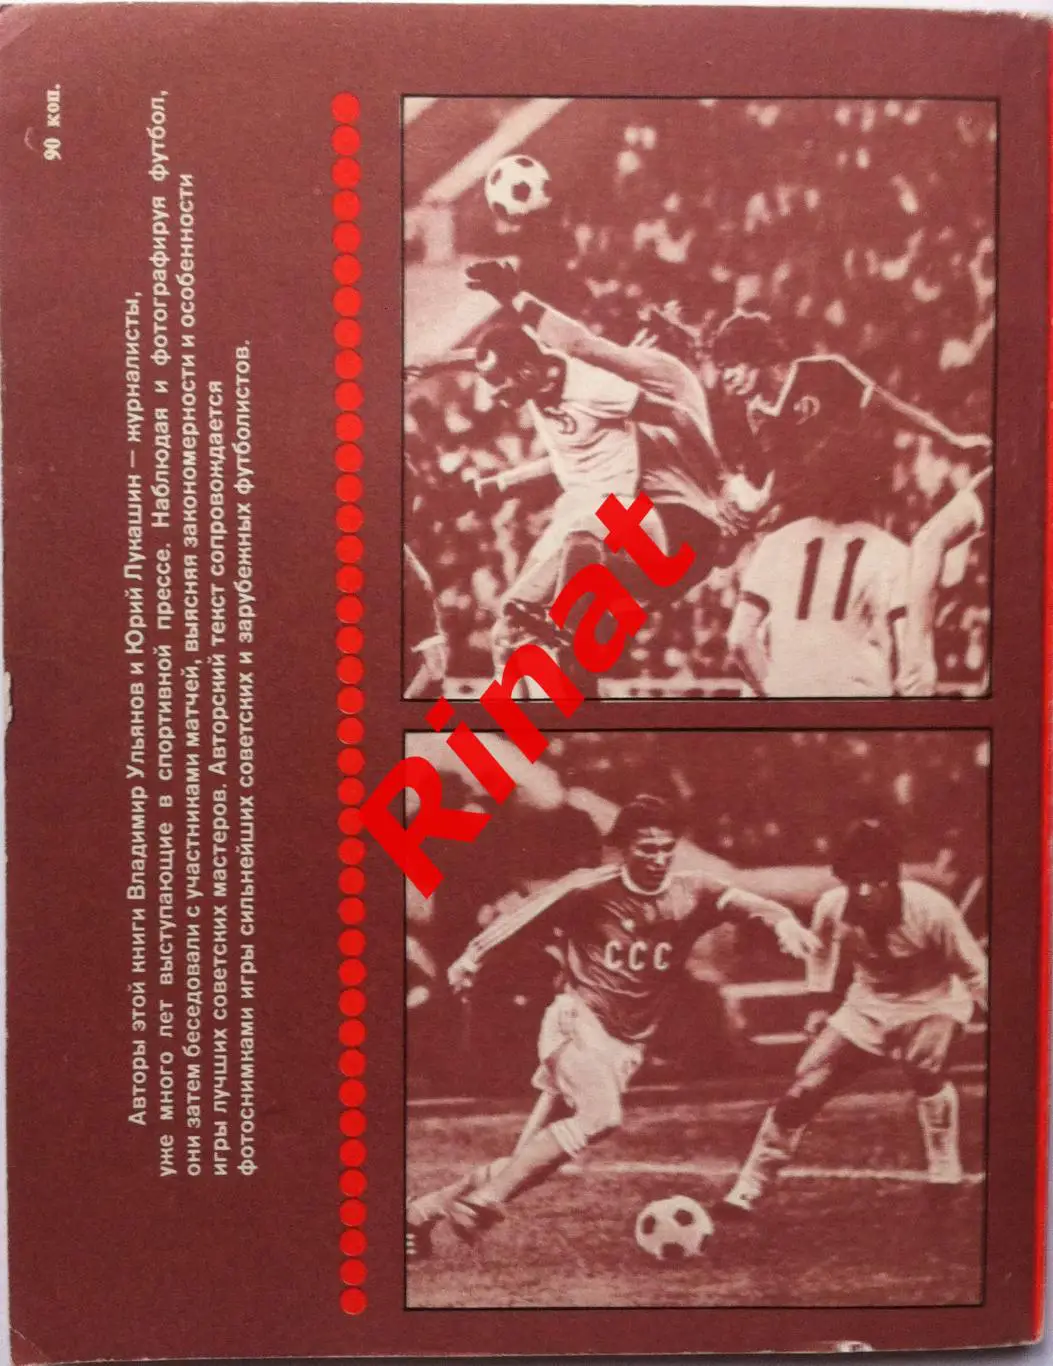 Авторы этой книги Владимир Ульянов и Юрий Лукашин — журналисты,
уже много лет выступающие в спортивной прессе. Наблюдая и фотографируя футбол,
они затем беседовали с участниками матчей, выясняя закономерности и особенности
игры лучших советских мастеров. Авторский текст сопровождается
фотоснимками игры сильнейших советских и зарубежных футболистов.
90 коп.
11
СССР
Rinat